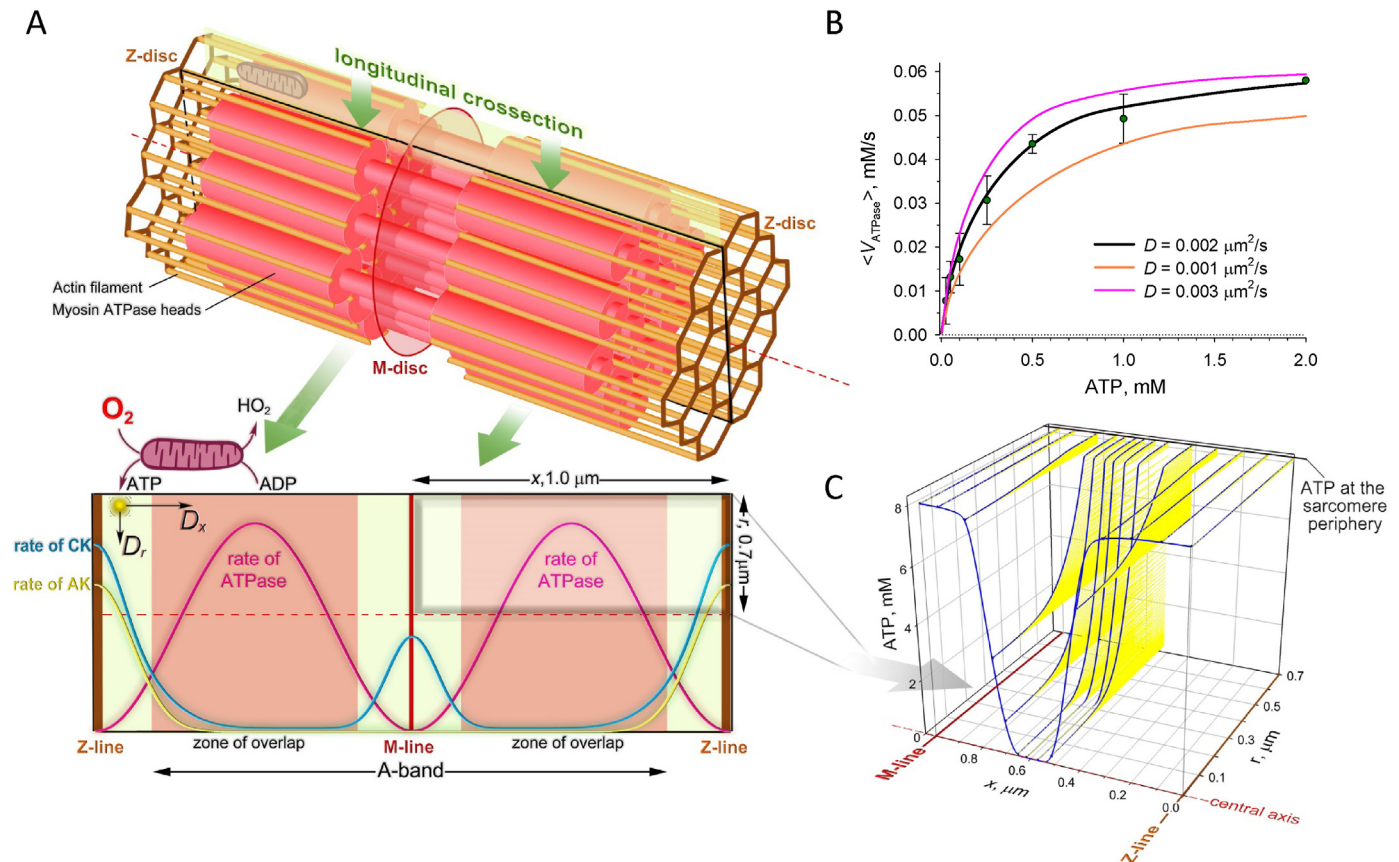 A
Z-disc
longitudinal crossection
Z-disc
Actin filament
Myosin ATPase heads
M-disc
O2
HO2
ATP
ADP
x,1.0 μm
Dx
Dr
r, 0.7μm
rate of CK
rate of AK
rate of
ATPase
rate of
ATPase
Z-line
zone of overlap
M-line
zone of overlap
Z-line
A-band
B
<VATPase>, mM/s
0.06
0.05
0.04
0.03
0.02
0.01
0.00
D = 0.002 μm2/s
D = 0.001 μm2/s
D = 0.003 μm2/s
0.0 0.5 1.0 1.5 2.0
ATP, mM
C
ATP at the
sarcomere
periphery
ATP, mM
8
6
4
2
0
M-line
0.8
0.6
0.4
0.2
0.0
x, μm
0.7
0.5
0.3
0.1
r, μm
central axis
Z-line